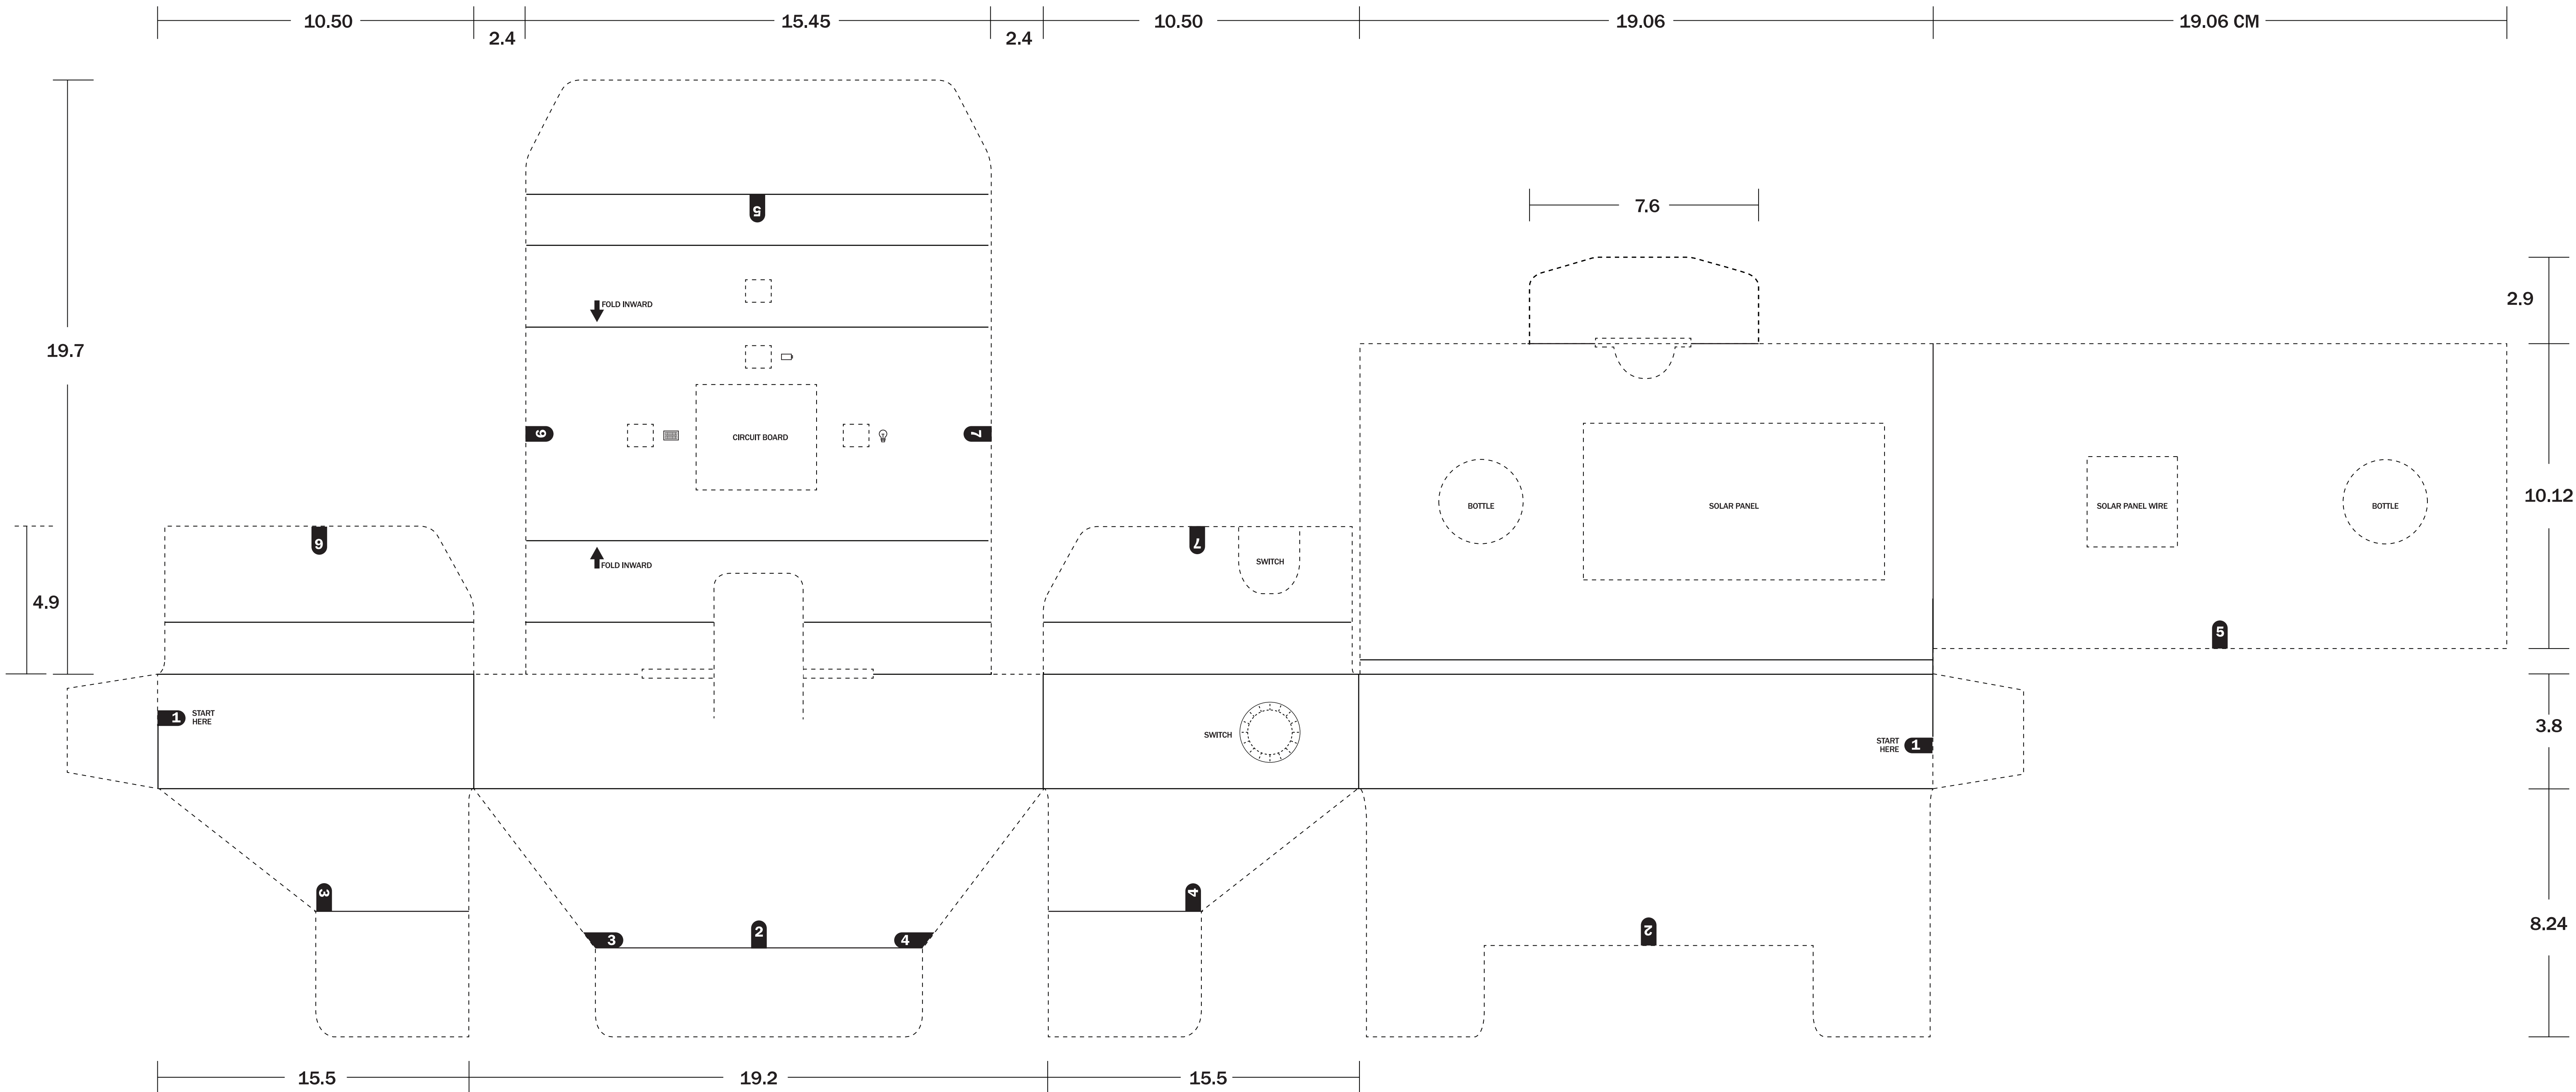 10.50
15.45
10.50
19.06
19.06 CM
2.4
2.4
5
7.6
2.9
FOLD INWARD
19.7
9
CIRCUIT BOARD
7
10.12
BOTTLE
SOLAR PANEL
SOLAR PANEL WIRE
BOTTLE
6
7
SWITCH
FOLD INWARD
4.9
5
1
START
HERE
SWITCH
START
HERE
1
3.8
3
4
3
2
4
2
8.24
15.5
19.2
15.5